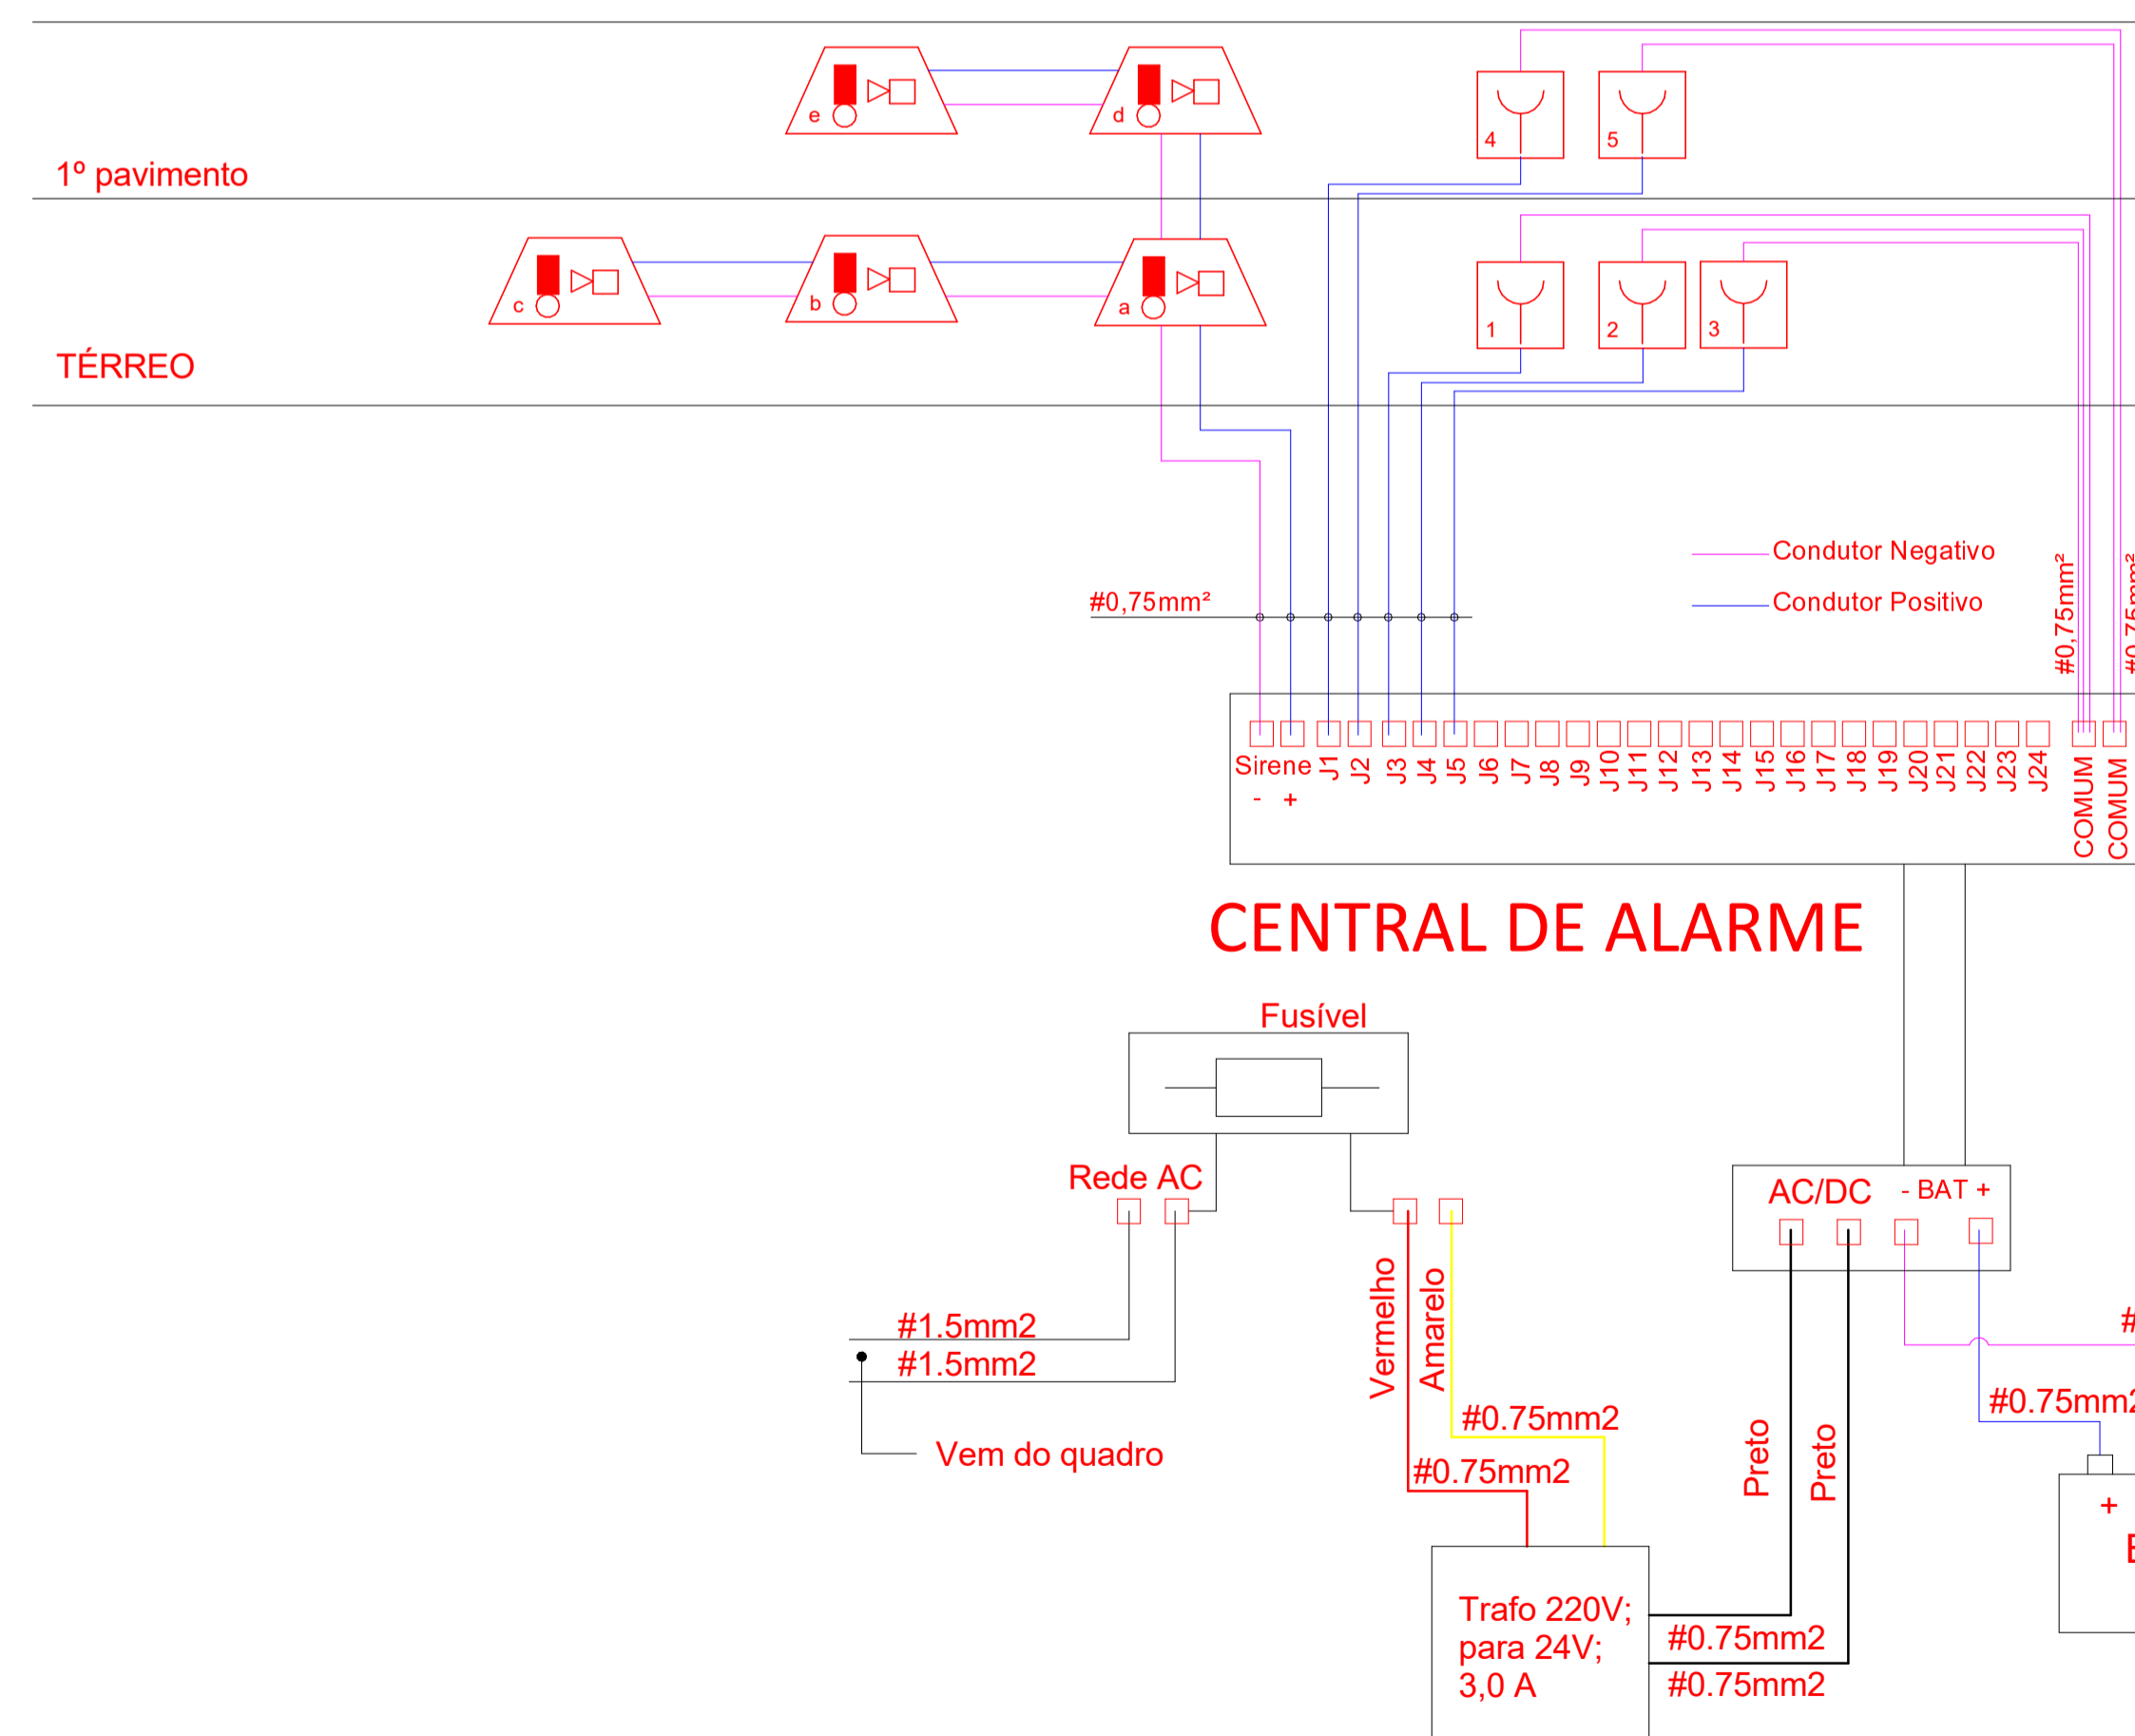 e
d
4
5
1º pavimento
c
b
a
1
2
3
TÉRREO
Condutor Negativo
Condutor Positivo
#0,75mm²
#0,75mm²
#0,75mm²
Sirene
- +
J1
J2
J3
J4
J5
J6
J7
J8
J9
J10
J11
J12
J13
J14
J15
J16
J17
J18
J19
J20
J21
J22
J23
J24
COMUM
COMUM
CENTRAL DE ALARME
Fusível
Rede AC
AC/DC
- BAT +
Vermelho
Amarelo
#1.5mm2
#1.5mm2
Vem do quadro
#0.75mm2
#0.75mm2
Preto
Preto
#
#0.75mm2
+
Trafo 220V;
para 24V;
3,0 A
#0.75mm2
#0.75mm2